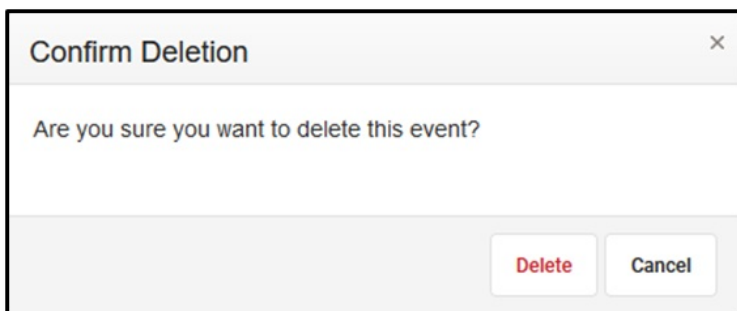 Confirm Deletion
Are you sure you want to delete this event?
Delete Cancel